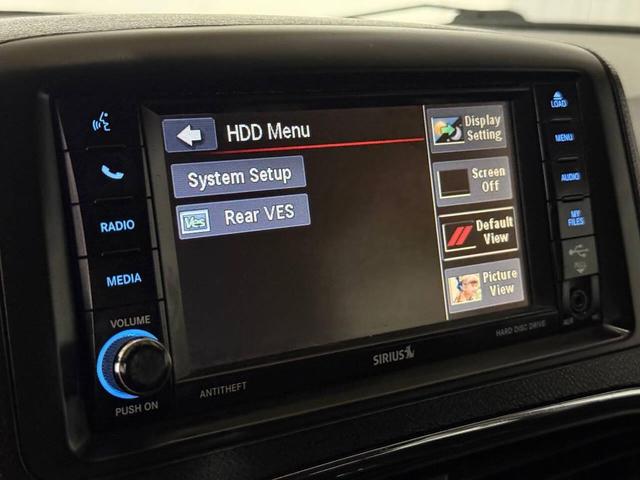 HDD Menu
System Setup
Ves
Rear VES
Display
Setting
Screen
Off
Default
View
Picture
View
RADIO
MEDIA
VOLUME
PUSH ON
ANTITHEFT
SIRIUS
HARD DISC DRIVE
LOAD
MENU
AUDIO
MY
FILES
AUX